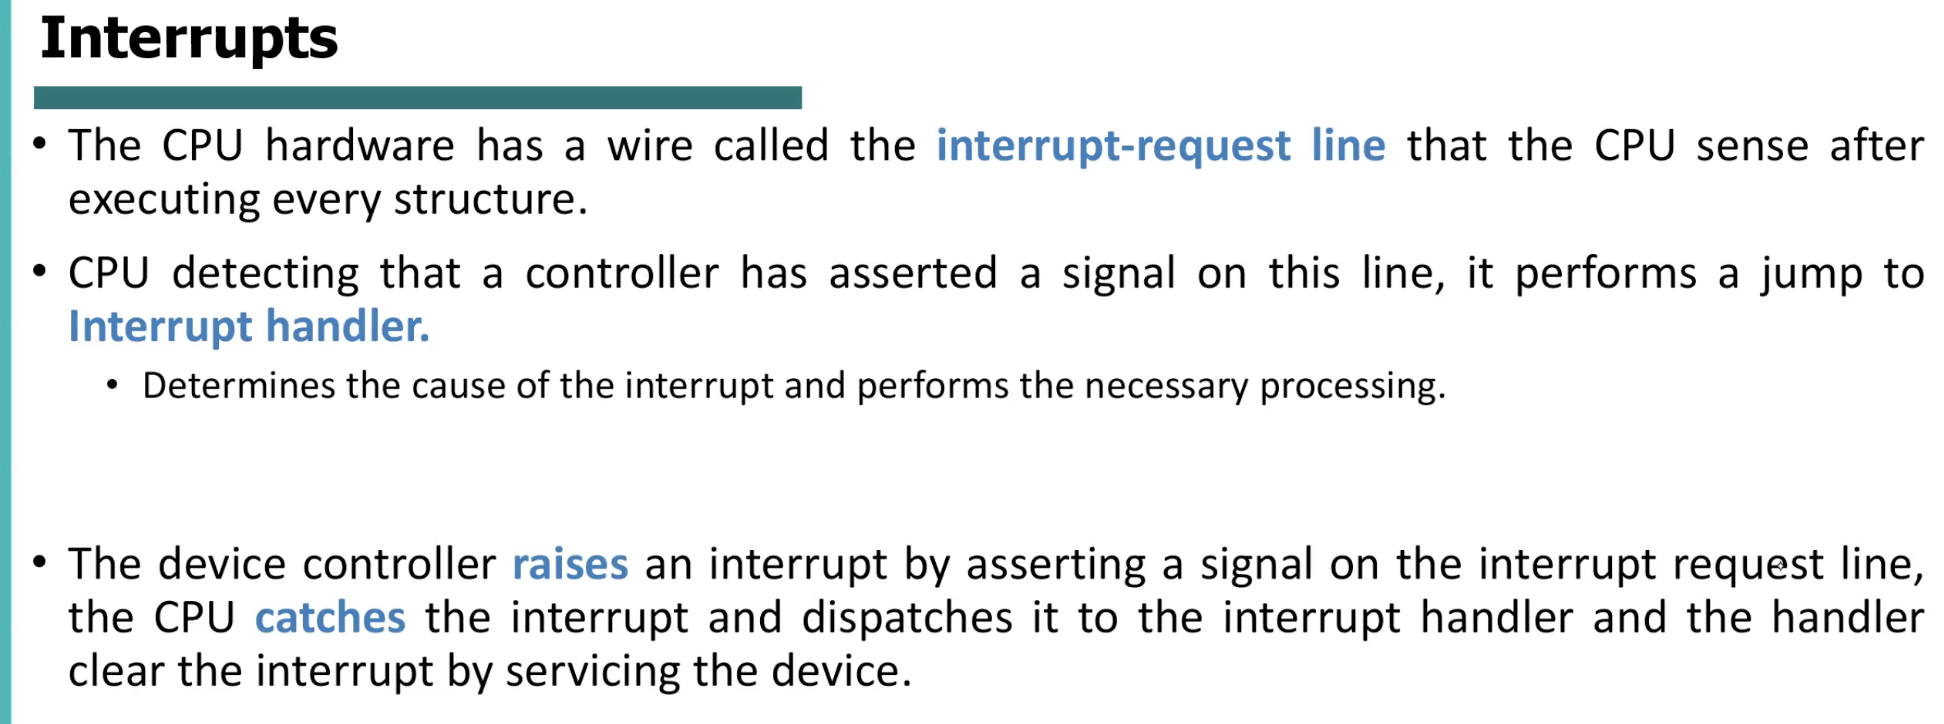 Interrupts
• The CPU hardware has a wire called the interrupt-request line that the CPU sense after
executing every structure.
• CPU detecting that a controller has asserted a signal on this line, it performs a jump to
Interrupt handler.
• Determines the cause of the interrupt and performs the necessary processing.
• The device controller raises an interrupt by asserting a signal on the interrupt request line,
the CPU catches the interrupt and dispatches it to the interrupt handler and the handler
clear the interrupt by servicing the device.